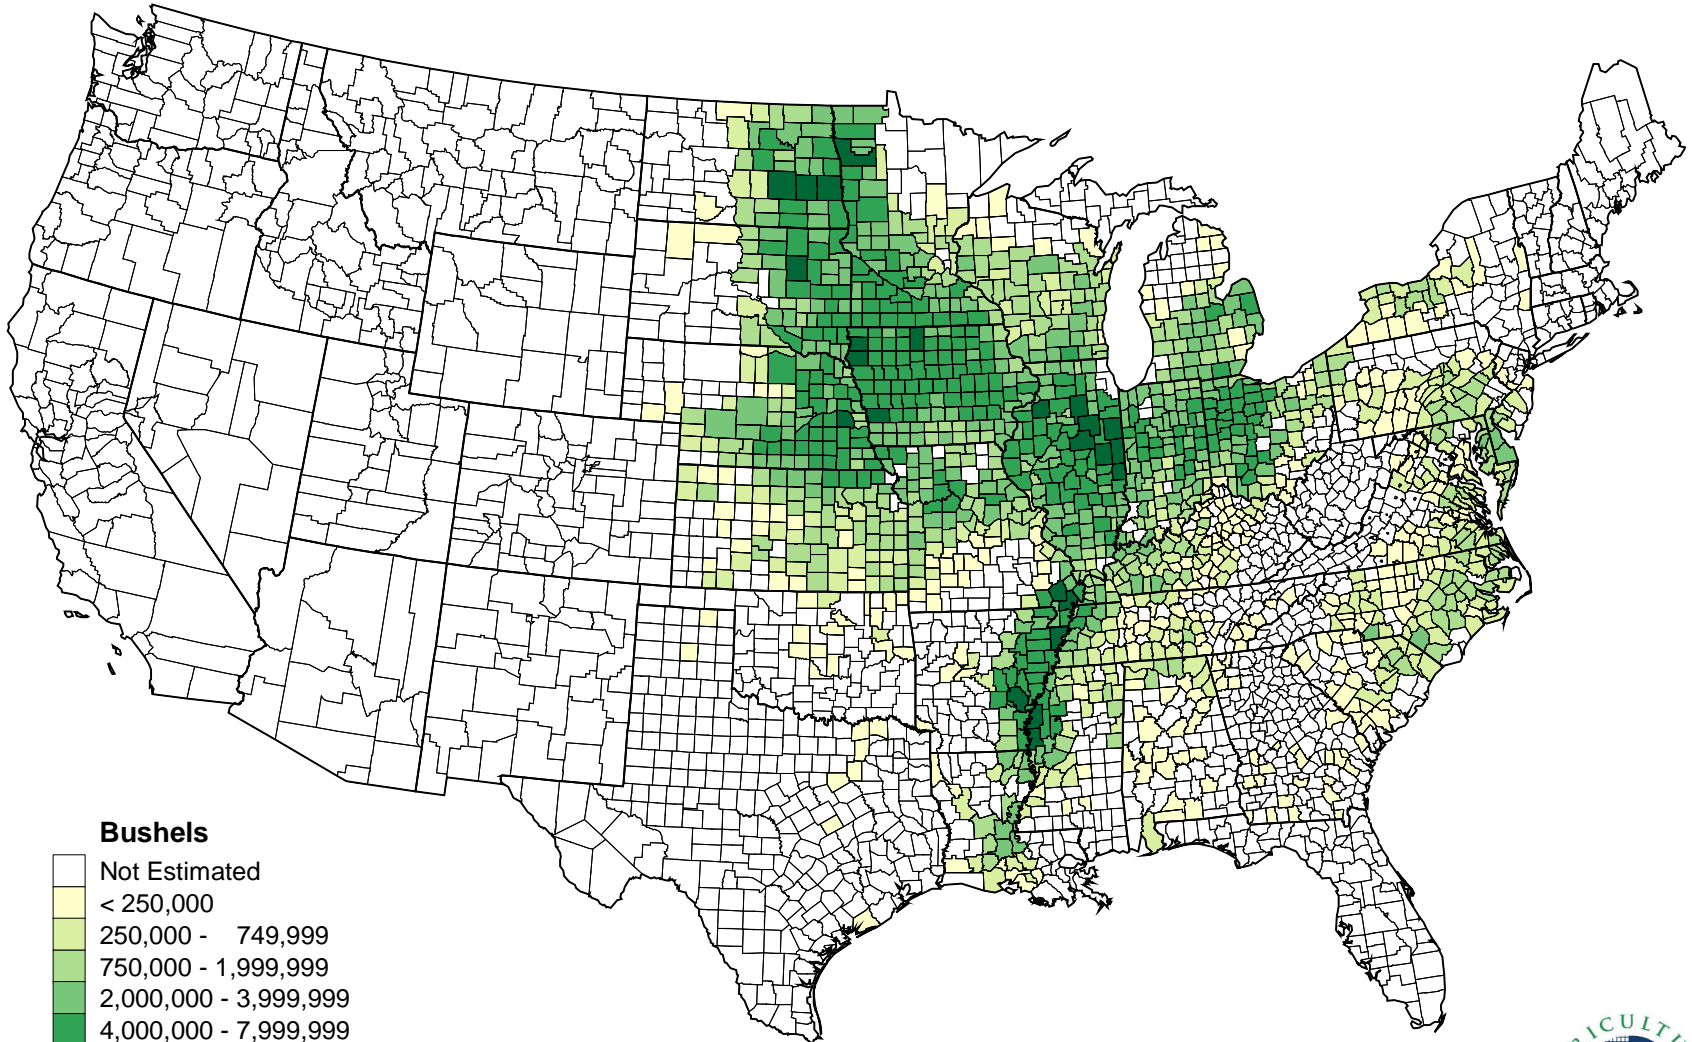 Bushels
Not Estimated
< 250,000
250,000 - 749,999
750,000 - 1,999,999
2,000,000 - 3,999,999
4,000,000 - 7,999,999